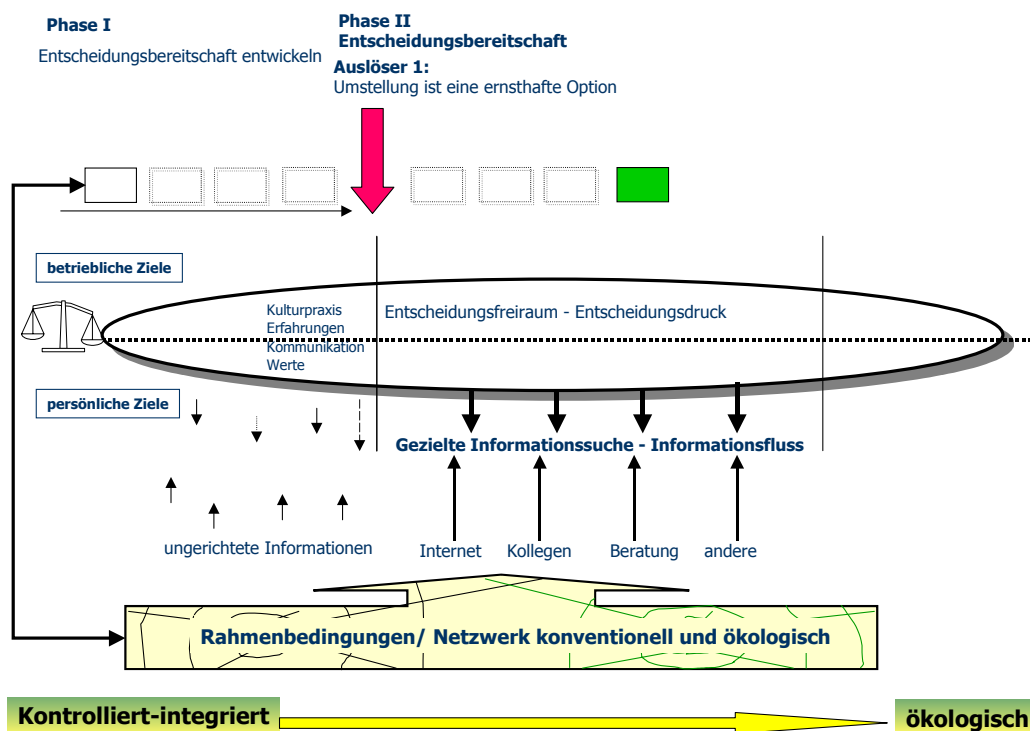 Phase I
Entscheidungsbereitschaft entwickeln
Phase II
Entscheidungsbereitschaft
Auslöser 1:
Umstellung ist eine ernsthafte Option
betriebliche Ziele
Kulturpraxis
Erfahrungen
Kommunikation
Werte
Entscheidungsfreiraum - Entscheidungsdruck
persönliche Ziele
Gezielte Informationssuche - Informationsfluss
ungerichtete Informationen
Internet
Kollegen
Beratung
andere
Rahmenbedingungen/ Netzwerk konventionell und ökologisch
Kontrolliert-integriert
ökologisch